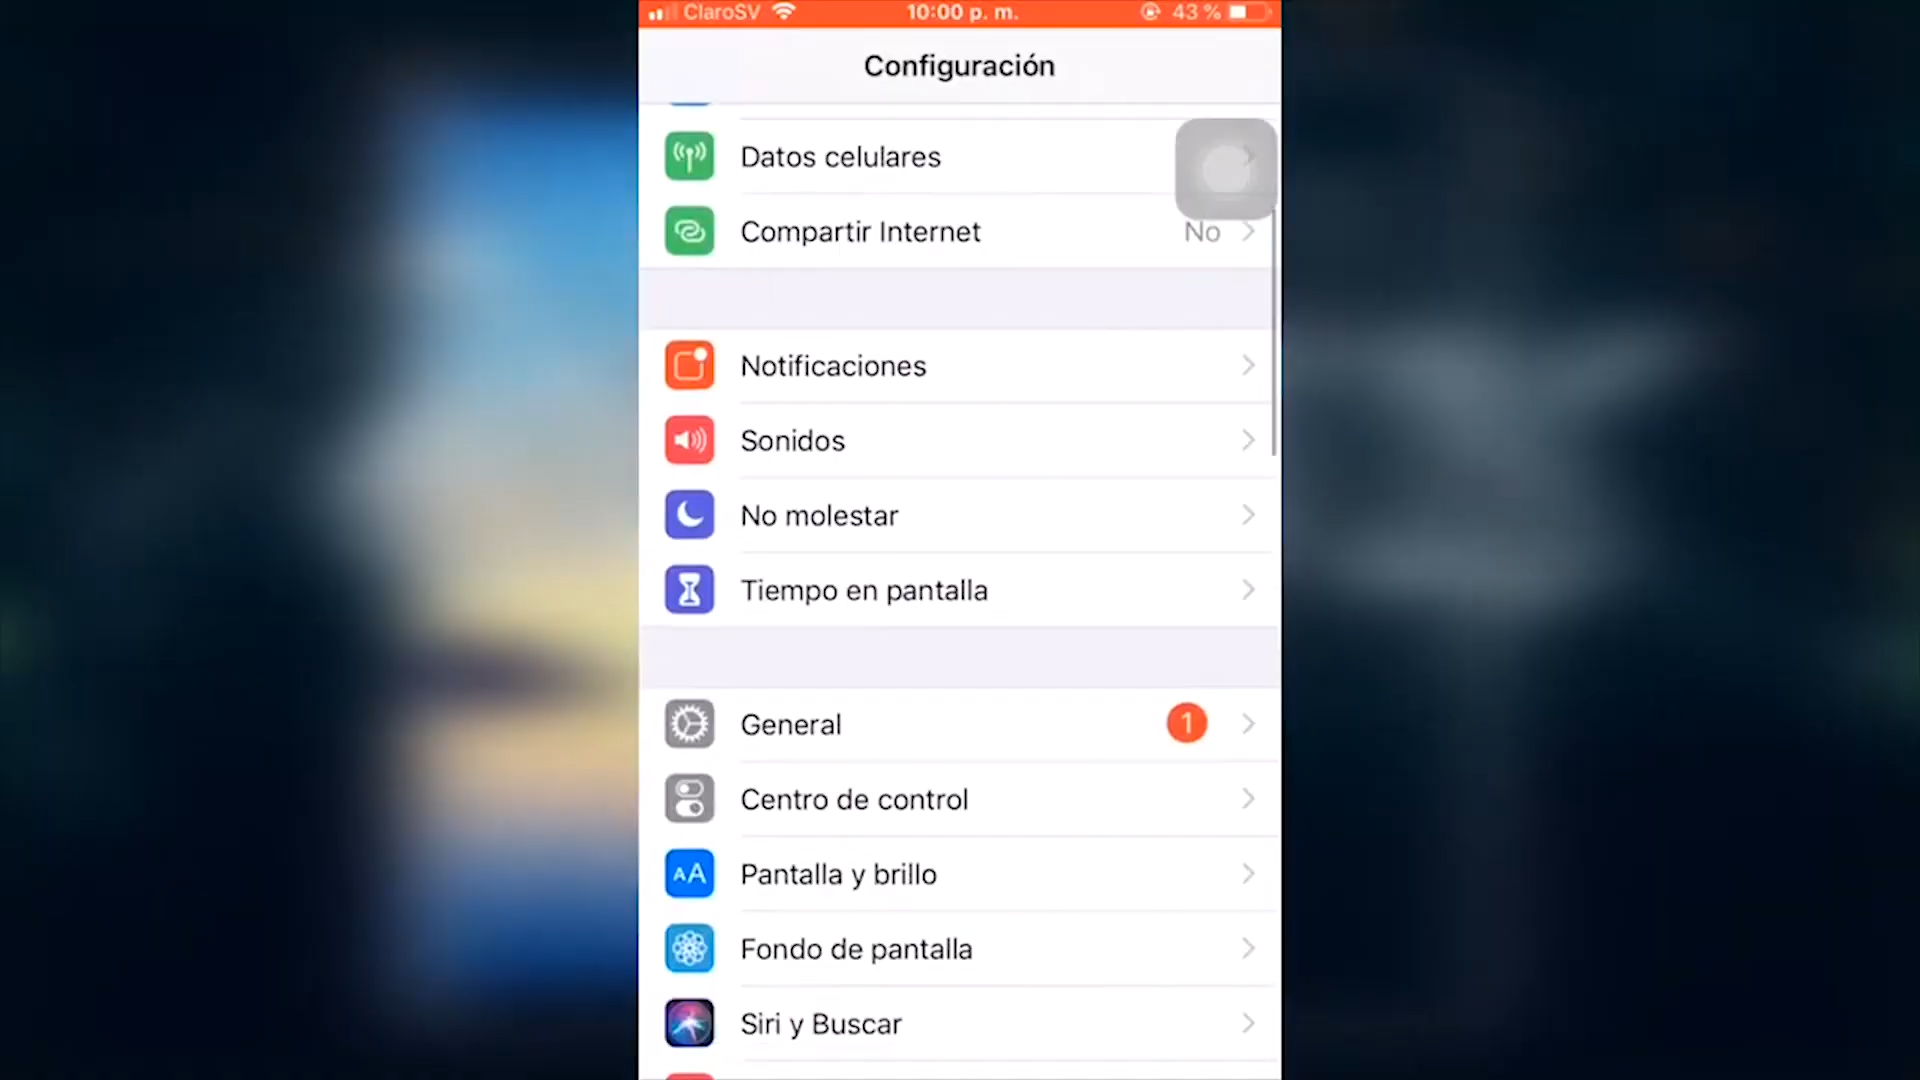 ClaroSV 10:00 p. m. 43 %
Configuración
Datos celulares
Compartir Internet No
Notificaciones
Sonidos
No molestar
Tiempo en pantalla
General 1
Centro de control
AA Pantalla y brillo
Fondo de pantalla
Siri y Buscar